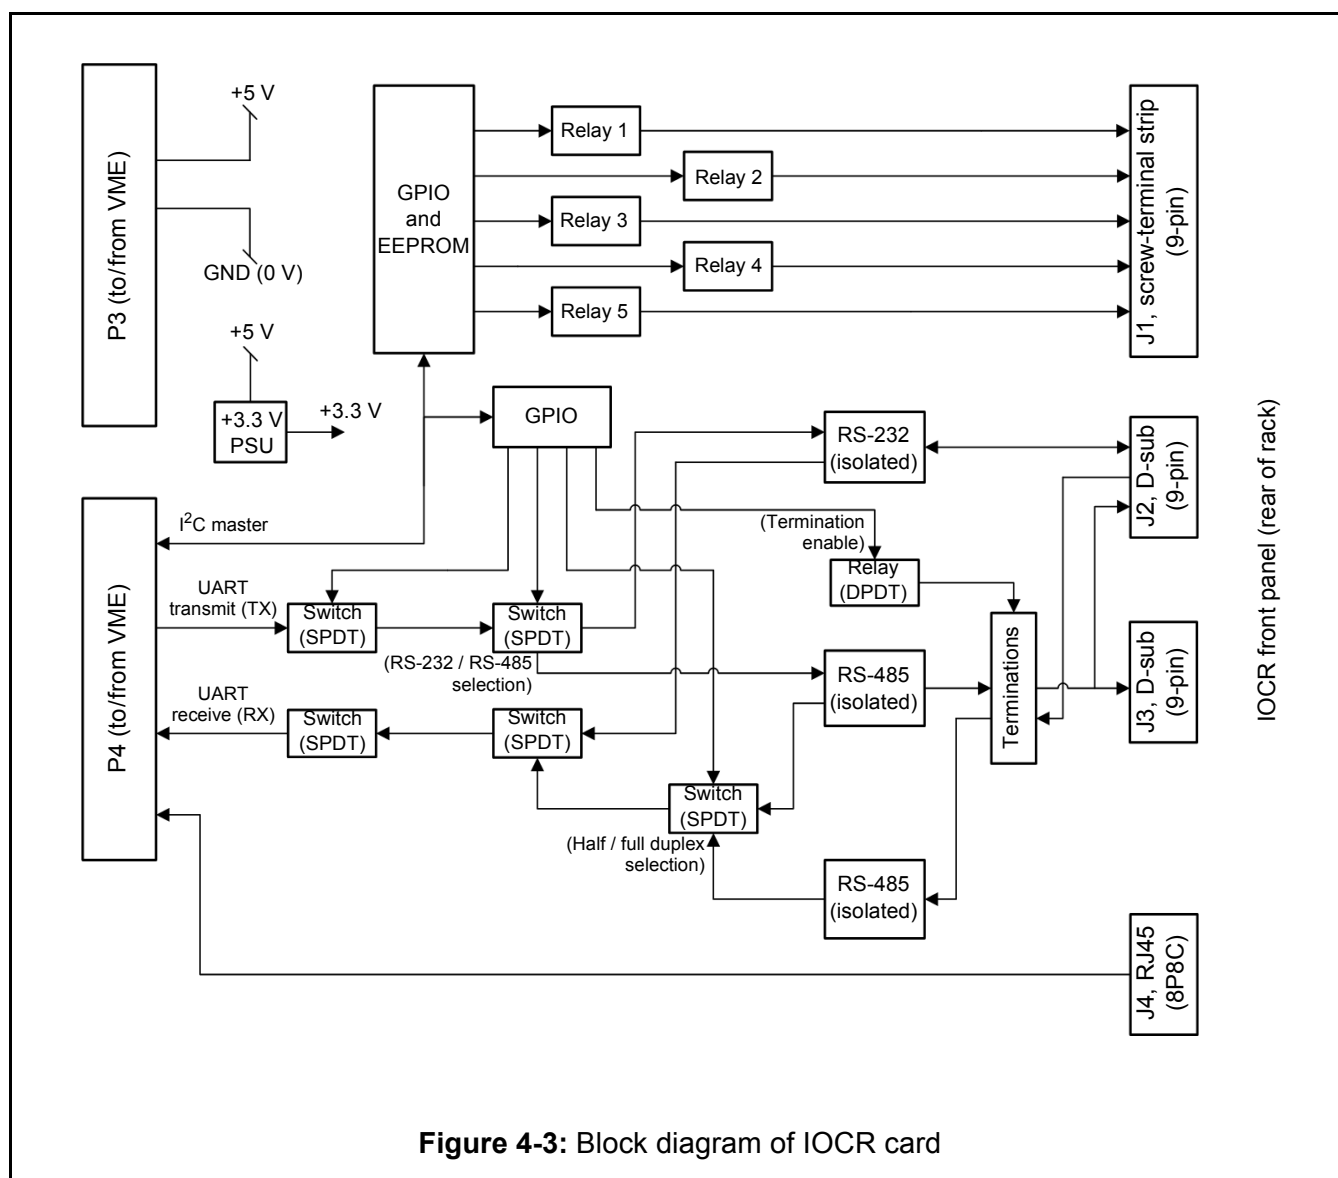 P3 (to/from VME)
+5 V
GND (0 V)
+5 V
+3.3 V
PSU
+3.3 V
GPIO
and
EEPROM
Relay 1
Relay 2
Relay 3
Relay 4
Relay 5
J1, screw-terminal strip
(9-pin)
GPIO
RS-232
(isolated)
J2, D-sub
(9-pin)
IOCR front panel (rear of rack)
P4 (to/from VME)
I²C master
(Termination
enable)
Relay
(DPDT)
UART
transmit (TX)
Switch
(SPDT)
Switch
(SPDT)
(RS-232 / RS-485
selection)
RS-485
(isolated)
Terminations
J3, D-sub
(9-pin)
UART
receive (RX)
Switch
(SPDT)
Switch
(SPDT)
Switch
(SPDT)
(Half / full duplex
selection)
RS-485
(isolated)
J4, RJ45
(8P8C)
Figure 4-3: Block diagram of IOCR card